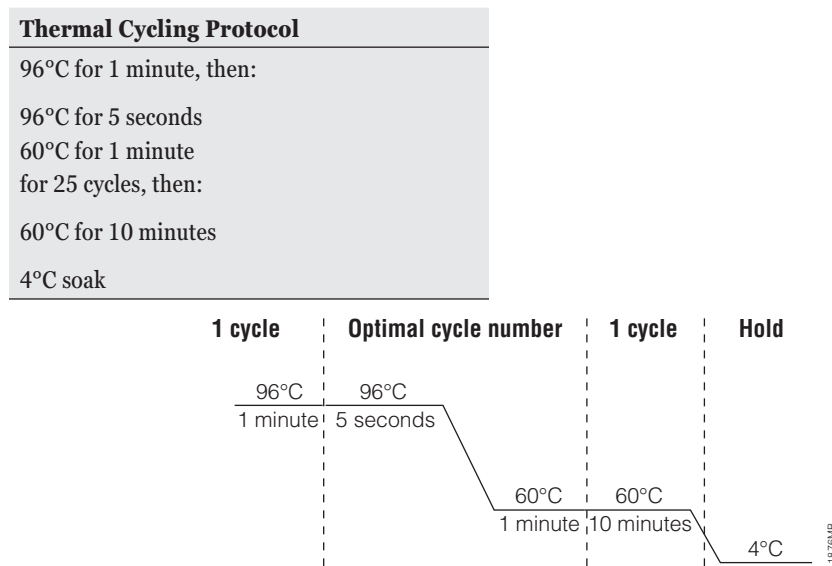 Thermal Cycling Protocol
96°C for 1 minute, then:
96°C for 5 seconds
60°C for 1 minute
for 25 cycles, then:
60°C for 10 minutes
4°C soak
1 cycle Optimal cycle number 1 cycle Hold
96°C 96°C
1 minute 5 seconds
60°C 60°C
1 minute 10 minutes
4°C